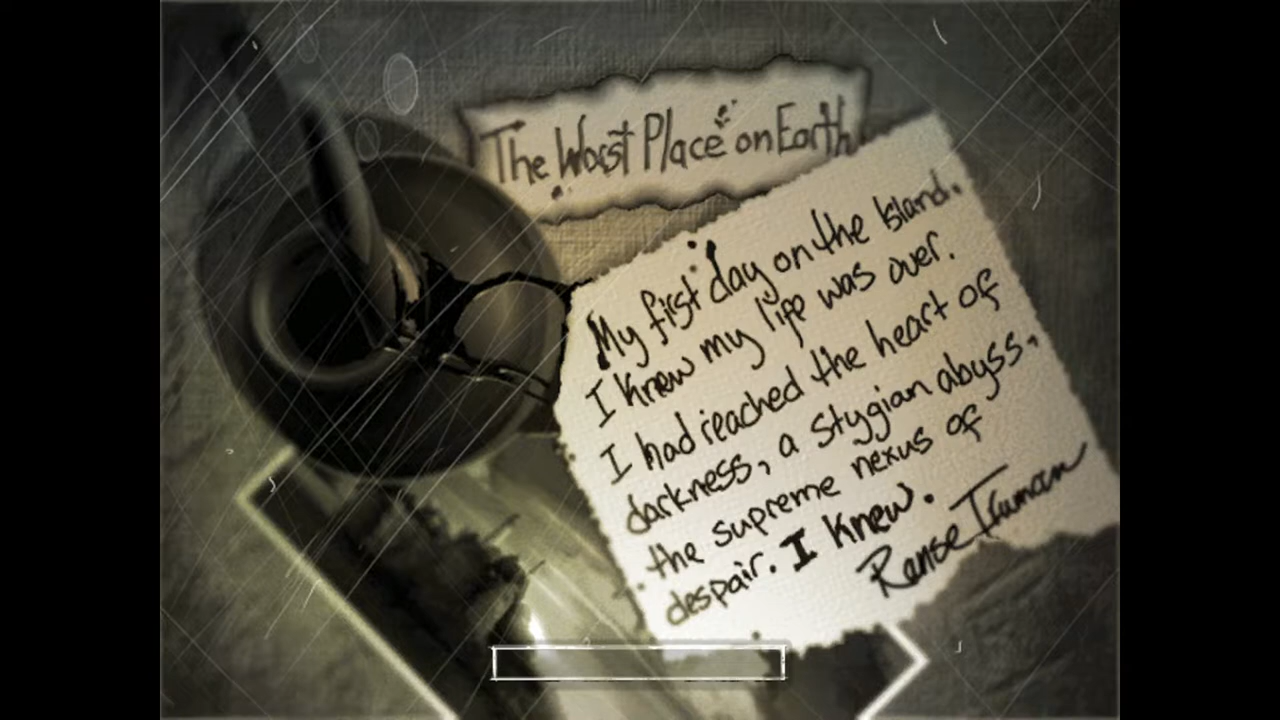 The Worst Place on Earth
My first day on the Island.
I knew my life was over.
I had reached the heart of
darkness, a stygian abyss,
the supreme nexus of
despair. I knew.
Ranse Truman